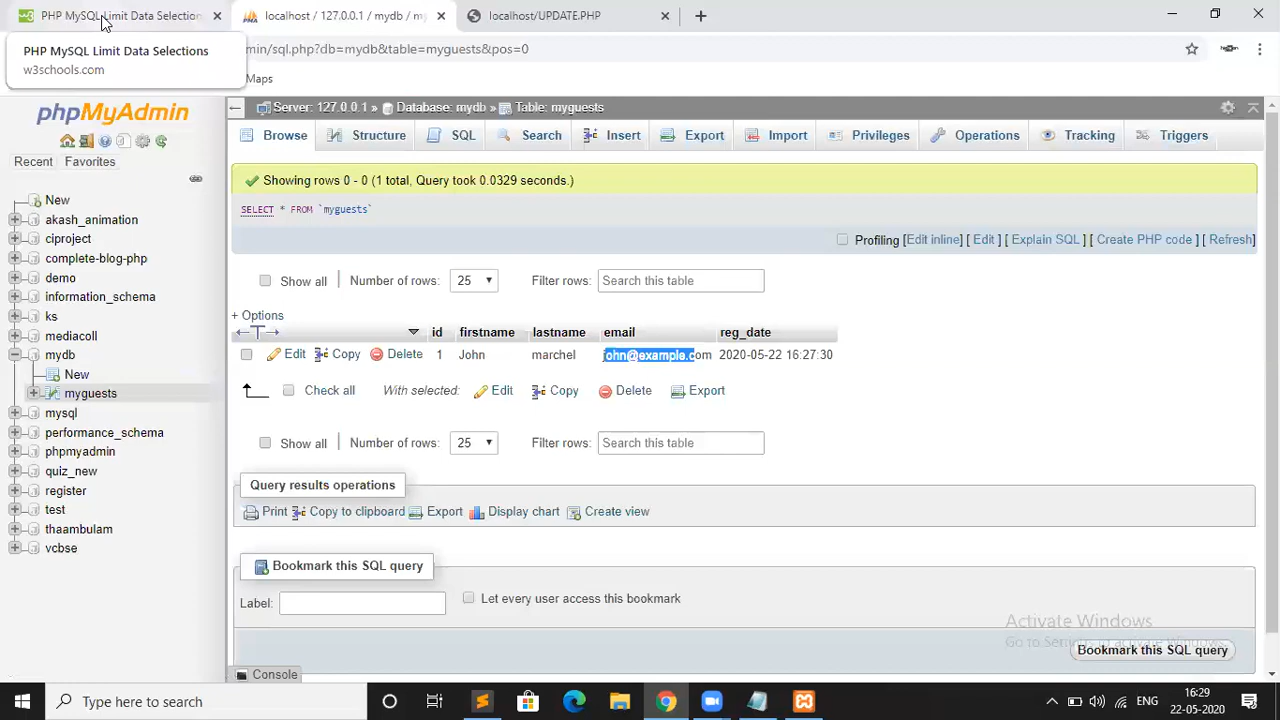 PHP MySQL Limit Data Selection
localhost / 127.0.0.1 / mydb / m
localhost/UPDATE.PHP
PHP MySQL Limit Data Selections
w3schools.com
min/sql.php?db=mydb&table=myguests&pos=0
Maps
phpMyAdmin
Recent Favorites
New
akash_animation
ciproject
complete-blog-php
demo
information_schema
ks
mediacoll
mydb
New
myguests
mysql
performance_schema
phpmyadmin
quiz_new
register
test
thaambulam
vcbse
Server: 127.0.0.1 » Database: mydb » Table: myguests
Browse Structure SQL Search Insert Export Import Privileges Operations Tracking Triggers
Showing rows 0 - 0 (1 total, Query took 0.0329 seconds.)
SELECT * FROM `myguests`
Profiling [Edit inline] [ Edit ] [ Explain SQL ] [ Create PHP code ] [ Refresh]
Show all Number of rows: 25 Filter rows: Search this table
+ Options
id firstname lastname email reg_date
Edit Copy Delete 1 John marchel john@example.com 2020-05-22 16:27:30
Check all With selected: Edit Copy Delete Export
Show all Number of rows: 25 Filter rows: Search this table
Query results operations
Print Copy to clipboard Export Display chart Create view
Bookmark this SQL query
Label: Let every user access this bookmark
Activate Windows
Go to Settings to activate Windows.
Bookmark this SQL query
Console
Type here to search
ENG
16:29
22-05-2020